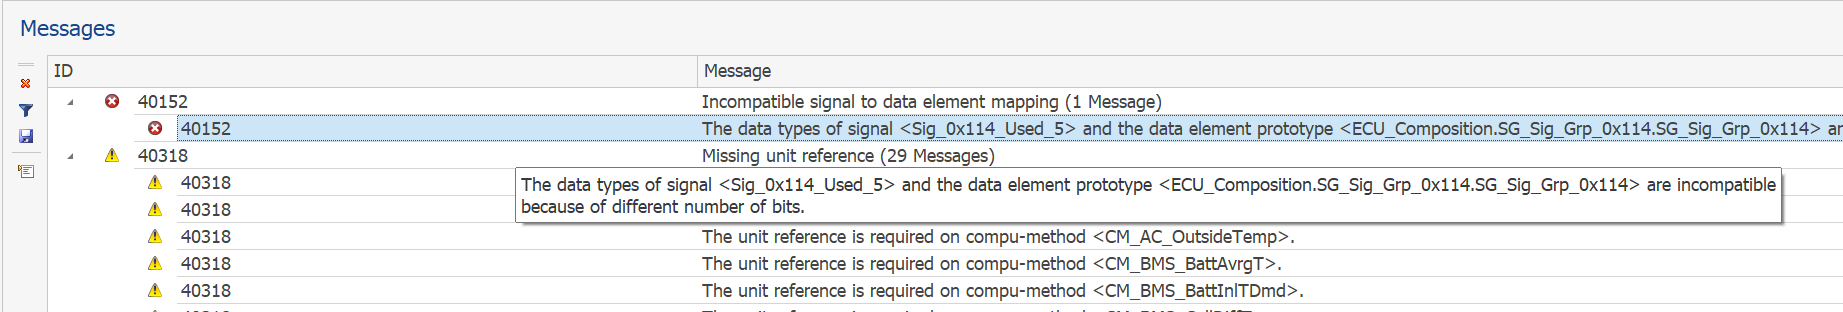 Messages
ID Message
40152 Incompatible signal to data element mapping (1 Message)
40152 The data types of signal <Sig_0x114_Used_5> and the data element prototype <ECU_Composition.SG_Sig_Grp_0x114.SG_Sig_Grp_0x114> ar
40318 Missing unit reference (29 Messages)
40318
The data types of signal <Sig_0x114_Used_5> and the data element prototype <ECU_Composition.SG_Sig_Grp_0x114.SG_Sig_Grp_0x114> are incompatible
40318
because of different number of bits.
40318 The unit reference is required on compu-method <CM_AC_OutsideTemp>.
40318 The unit reference is required on compu-method <CM_BMS_BattAvrgT>.
40318 The unit reference is required on compu-method <CM_BMS_BattInlTDmd>.